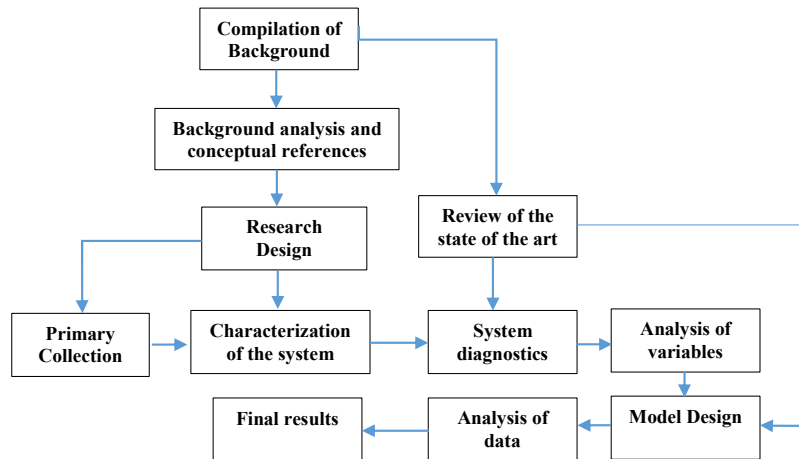 Compilation of
Background
Background analysis and
conceptual references
Research
Design
Review of the
state of the art
Primary
Collection
Characterization
of the system
System
diagnostics
Analysis of
variables
Final results
Analysis of
data
Model Design